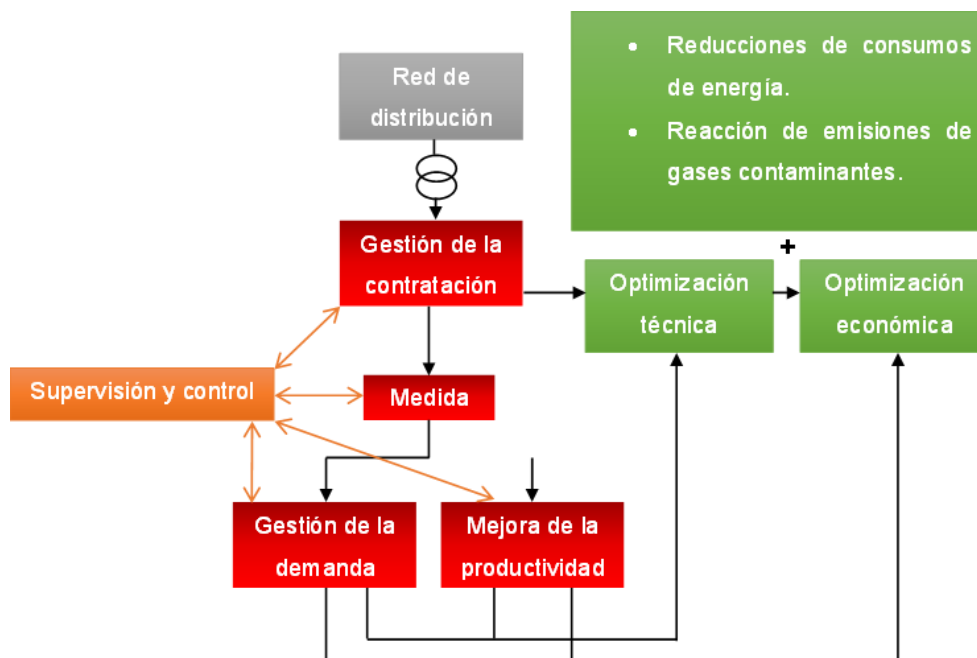 Red de
distribución
• Reducciones de consumos
de energía.
• Reacción de emisiones de
gases contaminantes.
+
Gestión de la
contratación
Optimización
técnica
Optimización
económica
Supervisión y control
Medida
Gestión de la
demanda
Mejora de la
productividad